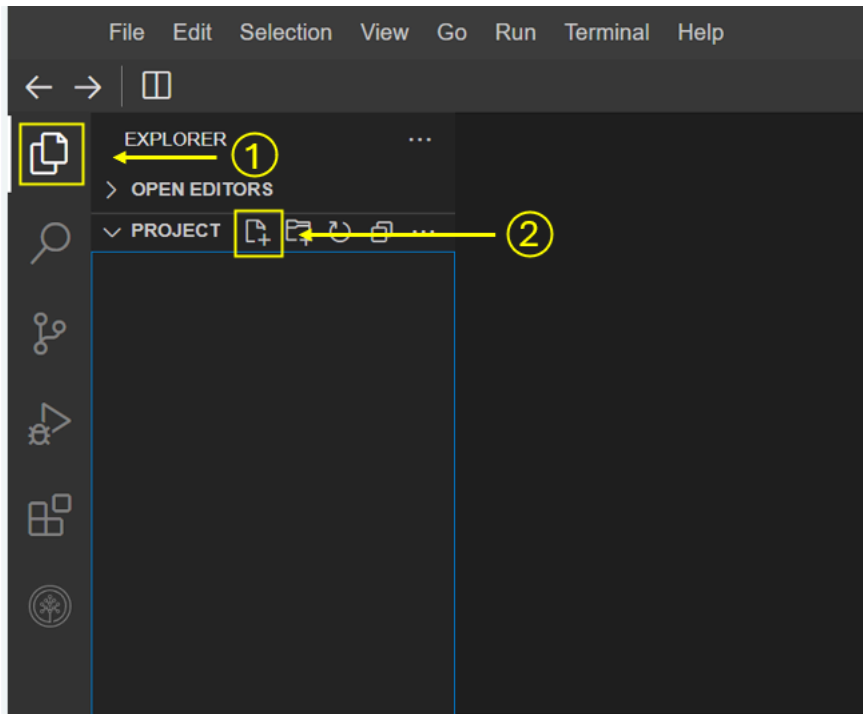 File Edit Selection View Go Run Terminal Help
EXPLORER
1
OPEN EDITORS
PROJECT
2